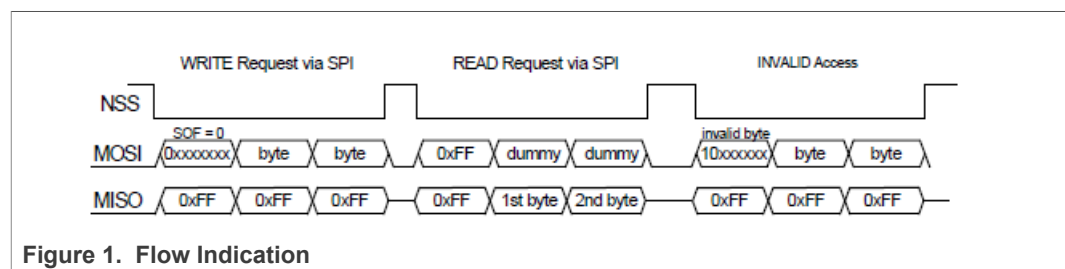 WRITE Request via SPI READ Request via SPI INVALID Access
NSS
SOF = 0 invalid byte
MOSI 0xxxxxxx byte byte 0xFF dummy dummy 10xxxxxx byte byte
MISO 0xFF 0xFF 0xFF 0xFF 1st byte 2nd byte 0xFF 0xFF 0xFF
Figure 1. Flow Indication